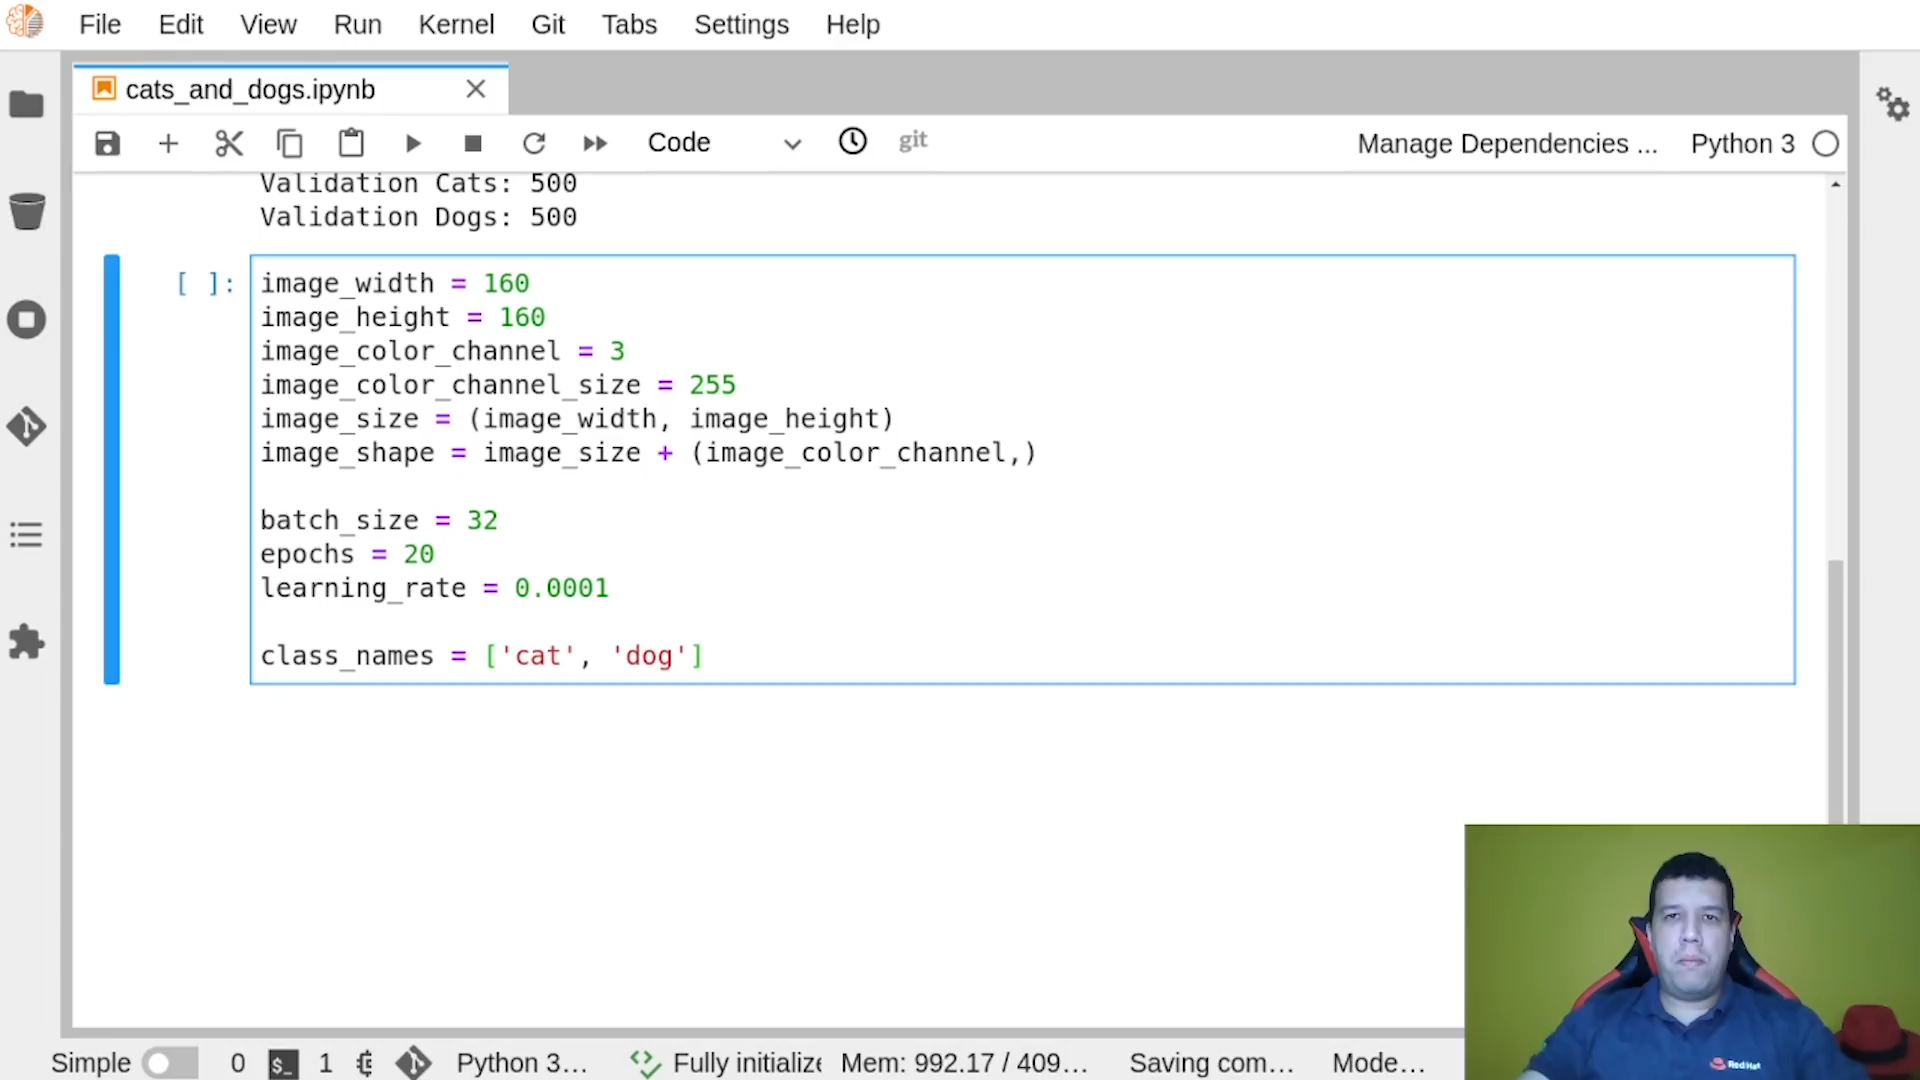 File Edit View Run Kernel Git Tabs Settings Help
cats_and_dogs.ipynb
Code git Manage Dependencies ... Python 3
Validation Cats: 500
Validation Dogs: 500
[ ]:
image_width = 160
image_height = 160
image_color_channel = 3
image_color_channel_size = 255
image_size = (image_width, image_height)
image_shape = image_size + (image_color_channel,)
batch_size = 32
epochs = 20
learning_rate = 0.0001
class_names = ['cat', 'dog']
Red Hat
Simple 0 $_ 1 Python 3... Fully initialize Mem: 992.17 / 409... Saving com... Mode...